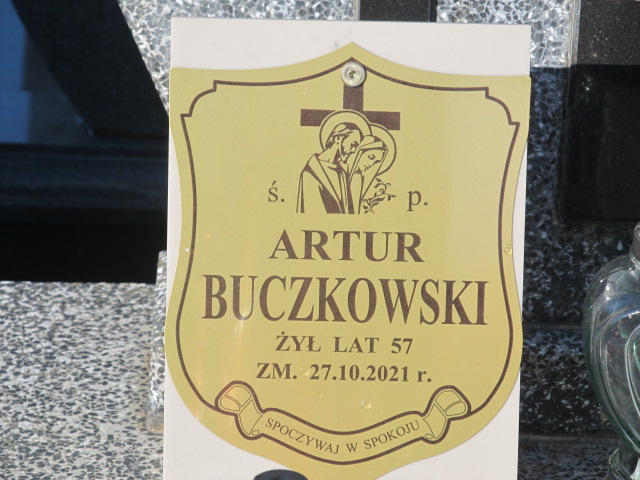 ś. p.
ARTUR
BUCZKOWSKI
ŻYŁ LAT 57
ZM. 27.10.2021 r.
SPOCZYWAJ W SPOKOJU